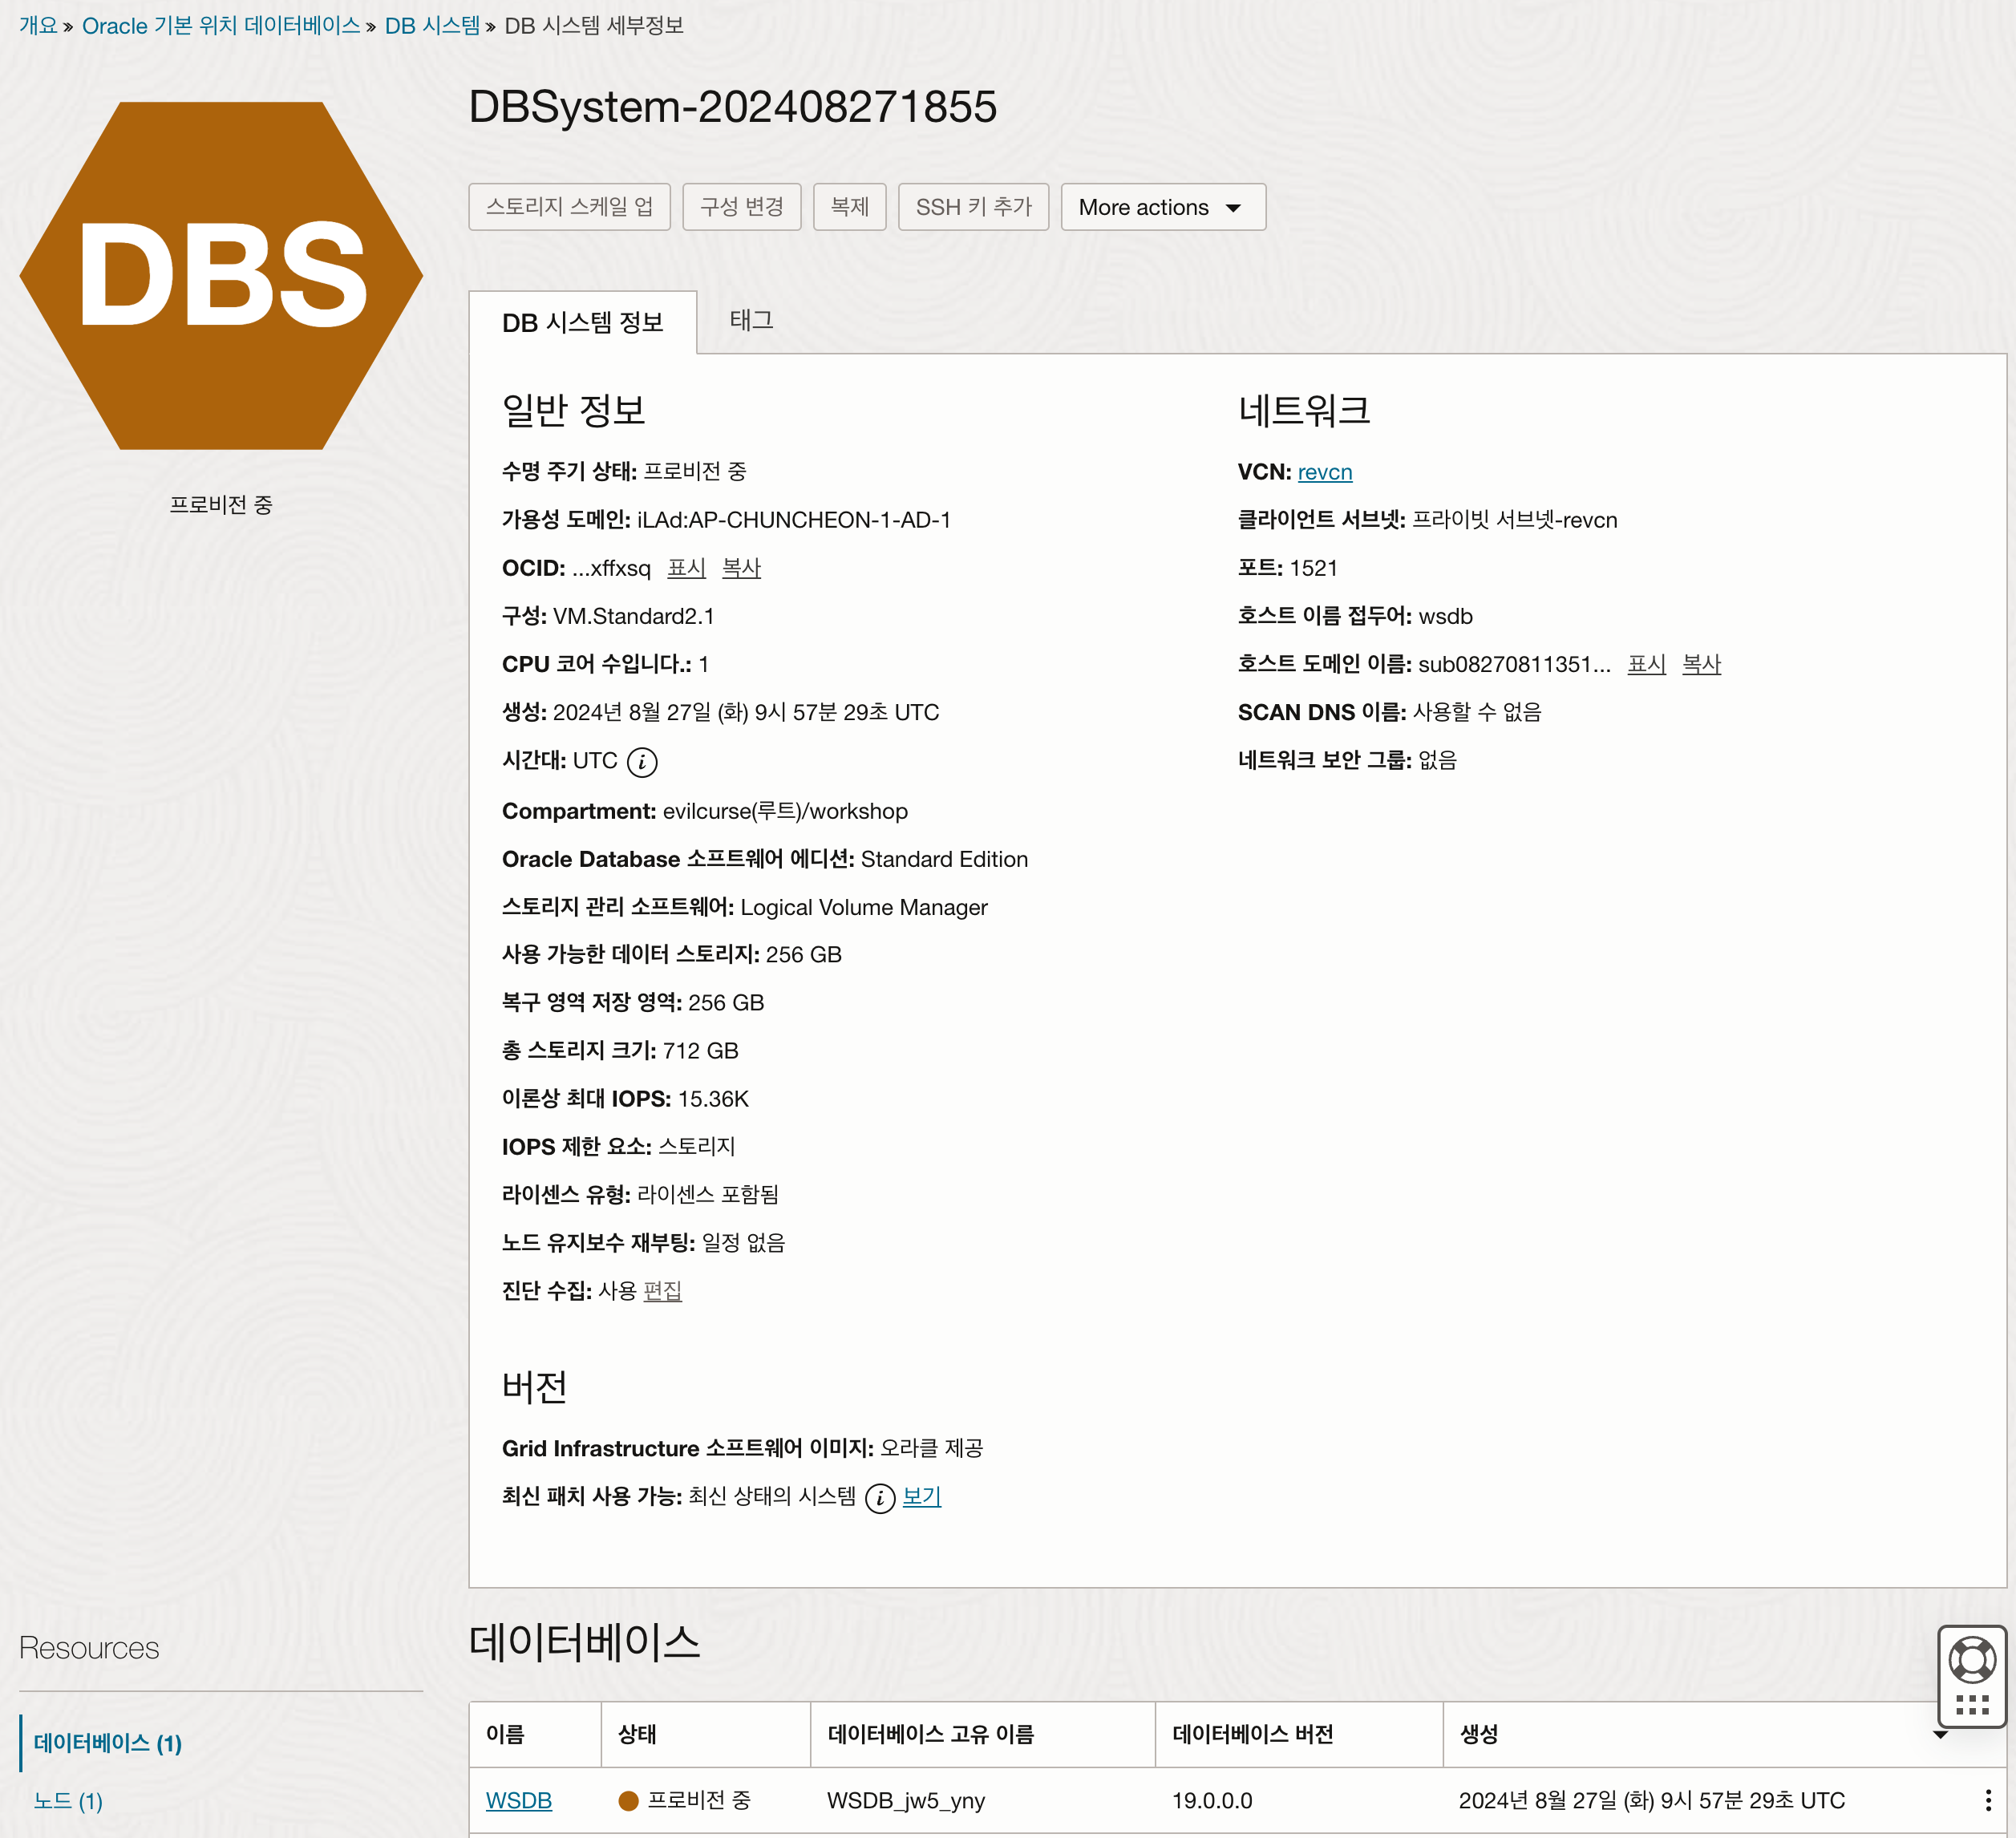 개요 » Oracle 기본 위치 데이터베이스 » DB 시스템 » DB 시스템 세부정보
DBS
프로비전 중
DBSystem-202408271855
스토리지 스케일 업 구성 변경 복제 SSH 키 추가 More actions
DB 시스템 정보 태그
일반 정보
수명 주기 상태: 프로비전 중
가용성 도메인: iLAd:AP-CHUNCHEON-1-AD-1
OCID: ...xffxsq 표시 복사
구성: VM.Standard2.1
CPU 코어 수입니다.: 1
생성: 2024년 8월 27일 (화) 9시 57분 29초 UTC
시간대: UTC i
Compartment: evilcurse(루트)/workshop
Oracle Database 소프트웨어 에디션: Standard Edition
스토리지 관리 소프트웨어: Logical Volume Manager
사용 가능한 데이터 스토리지: 256 GB
복구 영역 저장 영역: 256 GB
총 스토리지 크기: 712 GB
이론상 최대 IOPS: 15.36K
IOPS 제한 요소: 스토리지
라이센스 유형: 라이센스 포함됨
노드 유지보수 재부팅: 일정 없음
진단 수집: 사용 편집
네트워크
VCN: revcn
클라이언트 서브넷: 프라이빗 서브넷-revcn
포트: 1521
호스트 이름 접두어: wsdb
호스트 도메인 이름: sub08270811351... 표시 복사
SCAN DNS 이름: 사용할 수 없음
네트워크 보안 그룹: 없음
버전
Grid Infrastructure 소프트웨어 이미지: 오라클 제공
최신 패치 사용 가능: 최신 상태의 시스템 i 보기
Resources
데이터베이스 (1)
노드 (1)
데이터베이스
이름 상태 데이터베이스 고유 이름 데이터베이스 버전 생성
WSDB 프로비전 중 WSDB_jw5_yny 19.0.0.0 2024년 8월 27일 (화) 9시 57분 29초 UTC